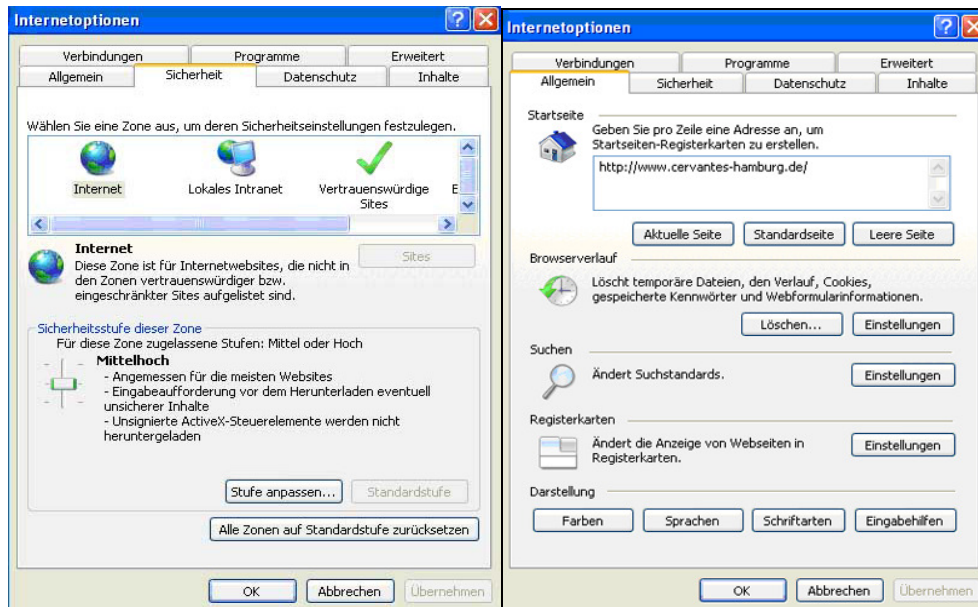 Internetoptionen
Verbindungen Programme Erweitert
Allgemein Sicherheit Datenschutz Inhalte
Wählen Sie eine Zone aus, um deren Sicherheitseinstellungen festzulegen.
Internet Lokales Intranet Vertrauenswürdige E
Sites
Internet
Sites
Diese Zone ist für Internetwebsites, die nicht in
den Zonen vertrauenswürdiger bzw.
eingeschränkter Sites aufgelistet sind.
Sicherheitsstufe dieser Zone
Für diese Zone zugelassene Stufen: Mittel oder Hoch
Mittelhoch
- Angemessen für die meisten Websites
- Eingabeaufforderung vor dem Herunterladen eventuell
unsicherer Inhalte
- Unsignierte ActiveX-Steuerelemente werden nicht
heruntergeladen
Stufe anpassen... Standardstufe
Alle Zonen auf Standardstufe zurücksetzen
OK Abbrechen Übernehmen
Internetoptionen
Verbindungen Programme Erweitert
Allgemein Sicherheit Datenschutz Inhalte
Startseite
Geben Sie pro Zeile eine Adresse an, um
Startseiten-Registerkarten zu erstellen.
http://www.cervantes-hamburg.de/
Aktuelle Seite Standardseite Leere Seite
Browserverlauf
Löscht temporäre Dateien, den Verlauf, Cookies,
gespeicherte Kennwörter und Webformularinformationen.
Löschen... Einstellungen
Suchen
Ändert Suchstandards. Einstellungen
Registerkarten
Ändert die Anzeige von Webseiten in
Registerkarten.
Einstellungen
Darstellung
Farben Sprachen Schriftarten Eingabehilfen
OK Abbrechen Übernehmen